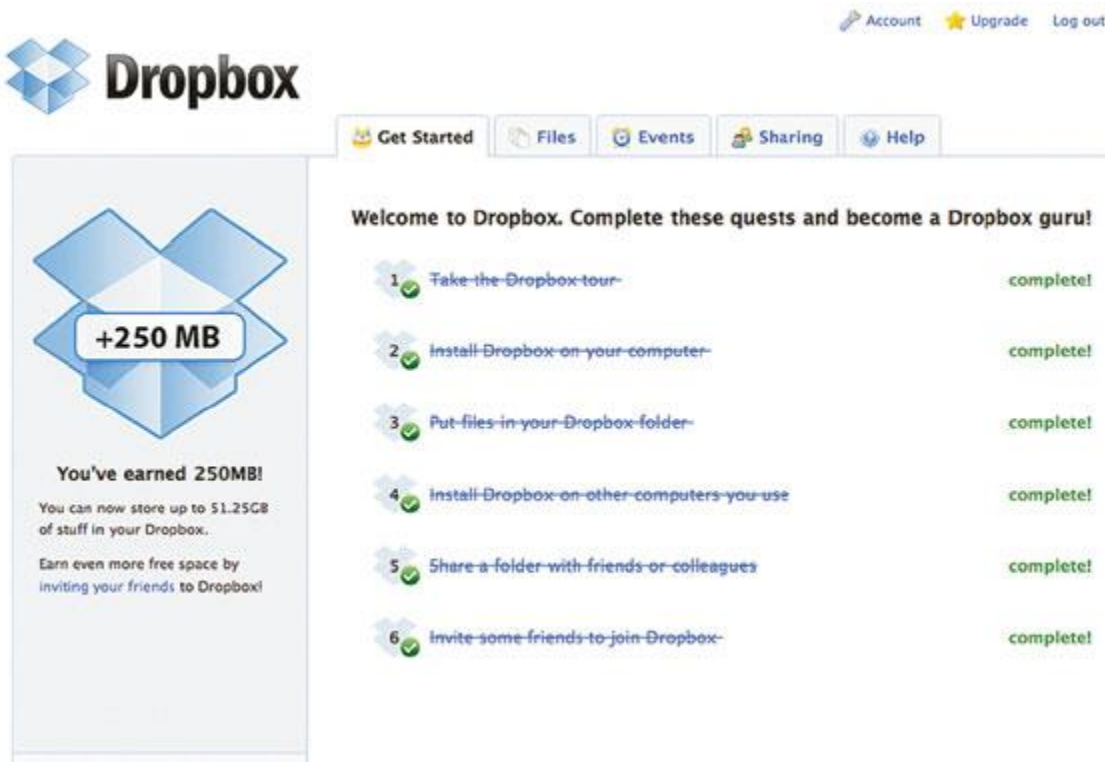 Account Upgrade Log out
Dropbox
Get Started Files Events Sharing Help
+250 MB
You've earned 250MB!
You can now store up to 51.25GB
of stuff in your Dropbox.
Earn even more free space by
inviting your friends to Dropbox!
Welcome to Dropbox. Complete these quests and become a Dropbox guru!
1 Take the Dropbox tour complete!
2 Install Dropbox on your computer complete!
3 Put files in your Dropbox folder complete!
4 Install Dropbox on other computers you use complete!
5 Share a folder with friends or colleagues complete!
6 Invite some friends to join Dropbox complete!